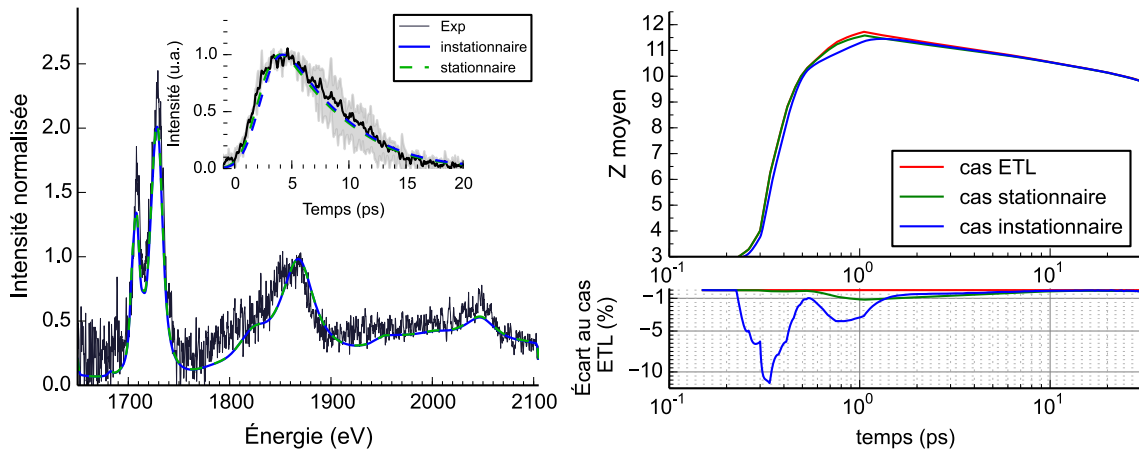 Intensité normalisée
2.5
2.0
1.5
1.0
0.5
0.0
1700
1800
1900
2000
2100
Énergie (eV)
Intensité (u.a.)
1.0
0.5
0.0
0
5
10
15
20
Temps (ps)
Exp
instationnaire
stationnaire
Z moyen
12
11
10
9
8
7
6
5
4
3
10⁻¹
10⁰
10¹
cas ETL
cas stationnaire
cas instationnaire
Écart au cas
ETL (%)
−1
−5
−10
10⁻¹
10⁰
10¹
temps (ps)